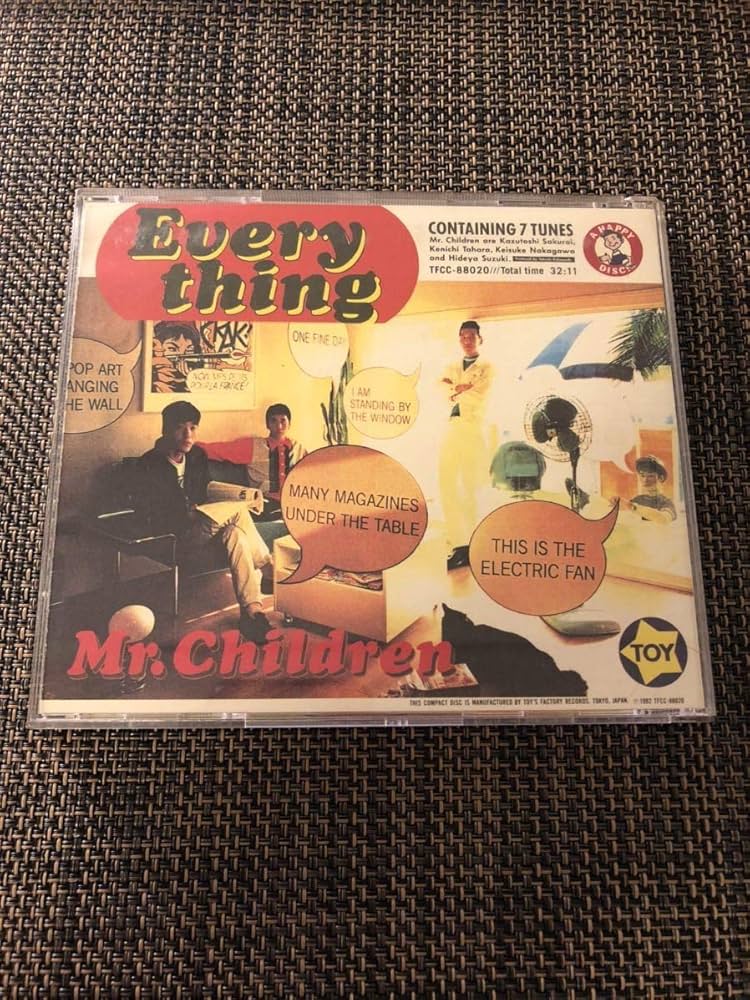 Every
thing
CONTAINING 7 TUNES
Mr. Children are Kazutoshi Sakurai,
Kenichi Tahara, Keisuke Nakagawa
and Hideya Suzuki.
TFCC-88020///Total time 32:11
A HAPPY
DISC!
POP ART
ANGING
HE WALL
ONE FINE DAY
I AM
STANDING BY
THE WINDOW
MANY MAGAZINES
UNDER THE TABLE
THIS IS THE
ELECTRIC FAN
Mr. Children
TOY
THIS COMPACT DISC IS MANUFACTURED BY TOY'S FACTORY RECORDS, TOKYO, JAPAN. ℗1992 TFCC-88020